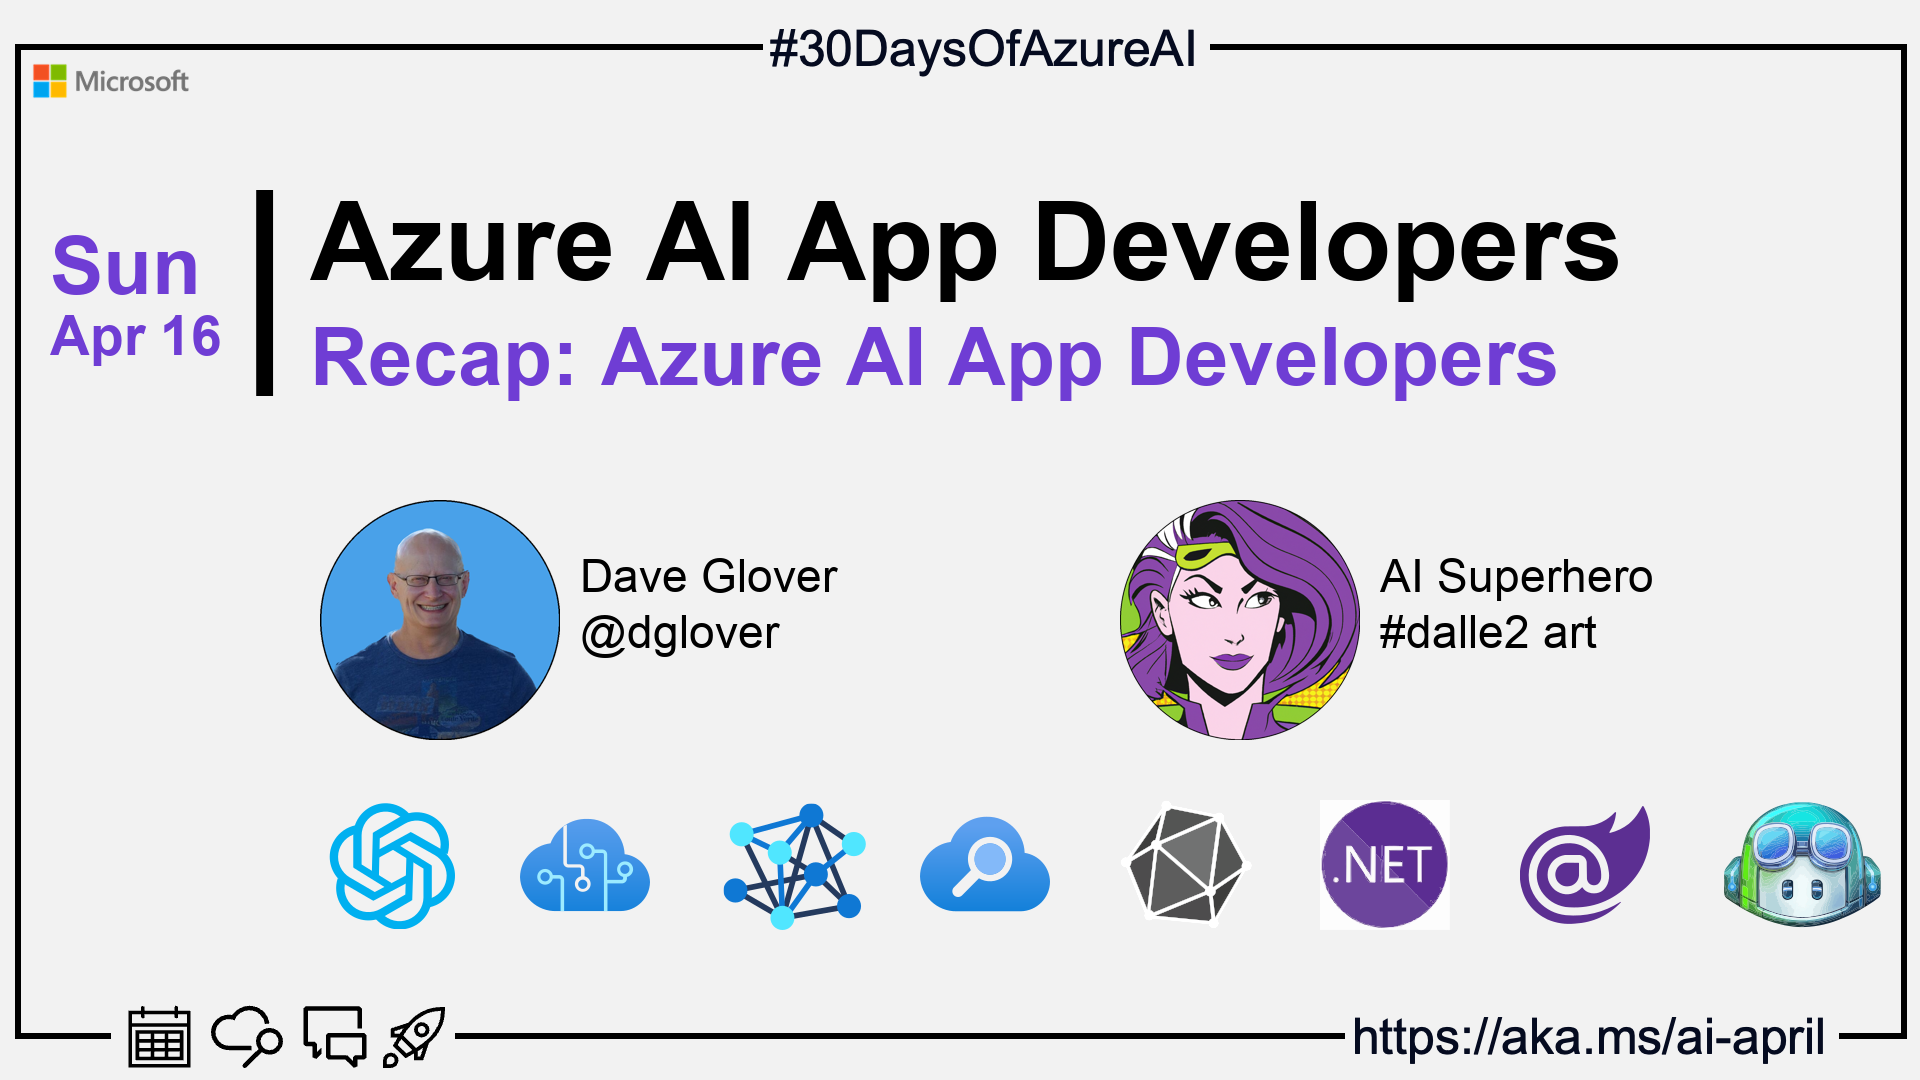 #30DaysOfAzureAI
Microsoft
Sun
Apr 16
Azure AI App Developers
Recap: Azure AI App Developers
Dave Glover
@dglover
AI Superhero
#dalle2 art
.NET
@
https://aka.ms/ai-april